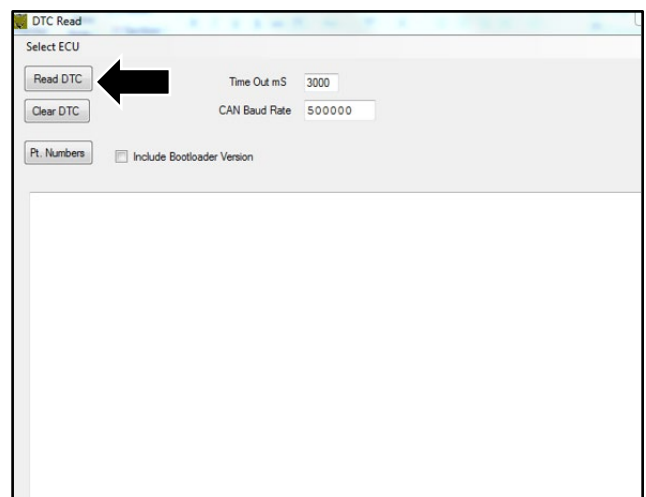 DTC Read
Select ECU
Read DTC
Time Out mS 3000
Clear DTC
CAN Baud Rate 500000
Pt. Numbers
Include Bootloader Version